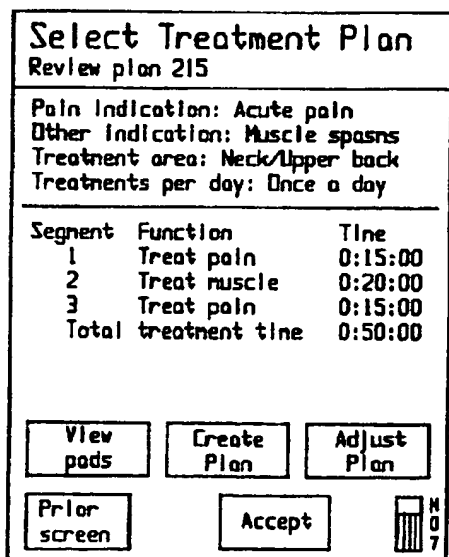 Select Treatment Plan
Review plan 215
Pain Indication: Acute pain
Other Indication: Muscle spasms
Treatment area: Neck/Upper back
Treatments per day: Once a day
Segment Function Time
1 Treat pain 0:15:00
2 Treat muscle 0:20:00
3 Treat pain 0:15:00
Total treatment time 0:50:00
View pads
Create Plan
Adjust Plan
Prior screen
Accept
M07